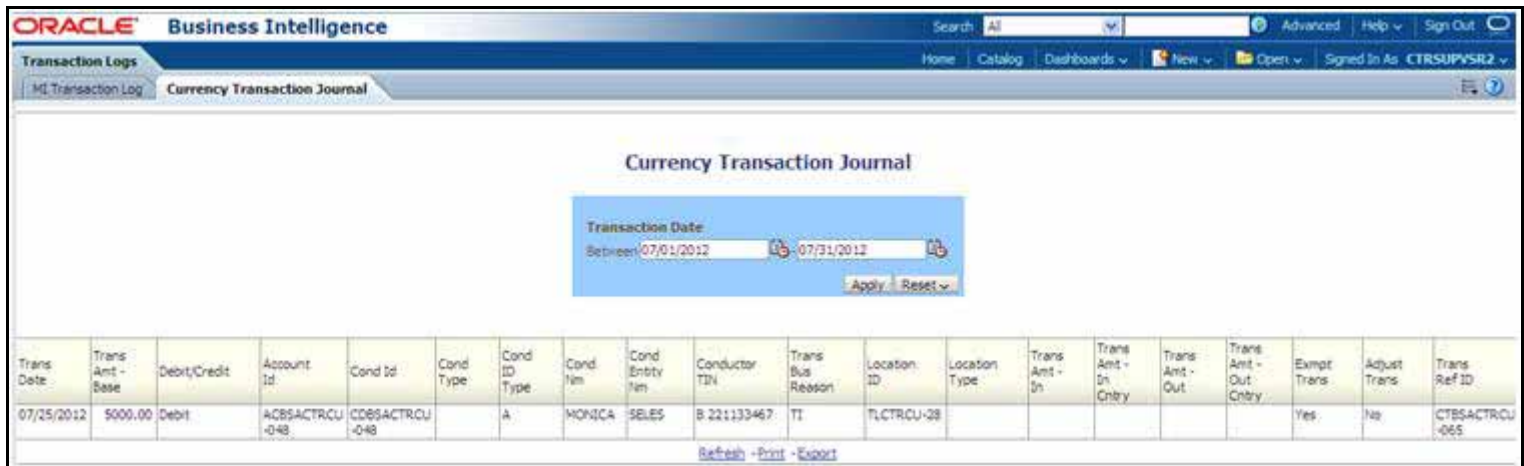 ORACLE Business Intelligence Search All Advanced Help Sign Out
Transaction Logs Home Catalog Dashboards New Open Signed In As CTRSUPVSR2
MI Transaction Log Currency Transaction Journal
Currency Transaction Journal
Transaction Date
Between 07/01/2012 - 07/31/2012
Apply Reset
Trans Date Trans Amt - Base Debit/Credit Account Id Cond Id Cond Type Cond ID Type Cond Nm Cond Entity Nm Conductor TIN Trans Bus Reason Location ID Location Type Trans Amt - In Trans Amt - In Cntry Trans Amt - Out Trans Amt - Out Cntry Exmpt Trans Adjust Trans Trans Ref ID
07/25/2012 5000.00 Debit ACBSACTRCU-048 CDBSACTRCU-048 A MONICA SELES B 221133467 TI TLCTRCU-28 Yes No CTBSACTRCU-065
Refresh - Print - Export